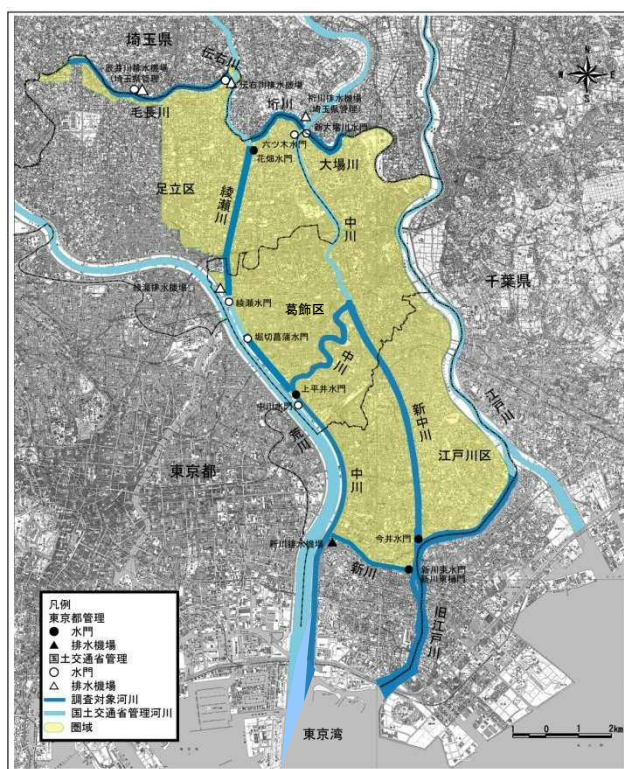 埼玉県
伝右川
(埼玉県管理)
伝右川排水機場
毛長川
垳川
垳川排水機場
(埼玉県管理)
新大場川水門
六ツ木水門
花畑水門
大場川
足立区
綾瀬川
中川
千葉県
綾瀬排水機場
綾瀬水門
葛飾区
堀切菖蒲水門
中川
上平井水門
中川水門
荒川
新中川
江戸川
東京都
中川
江戸川区
今井水門
新川排水機場
新川
新川東水門
新川東樋門
旧江戸川
凡例
東京都管理
水門
排水機場
国土交通省管理
水門
排水機場
調査対象河川
国土交通省管理河川
圏域
東京湾
N
W
E
S
0 1 2km